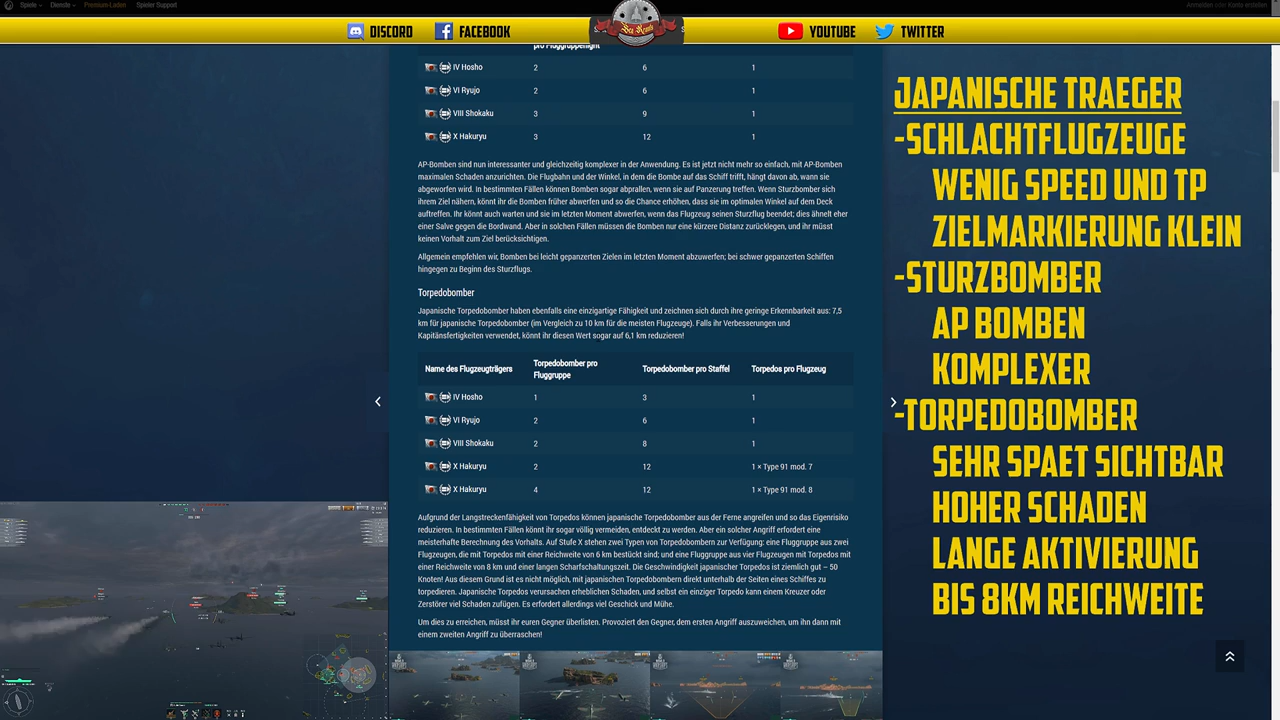 Spiele
Dienste
Premium-Laden
Spieler Support
Anmelden oder Konto erstellen
DISCORD
FACEBOOK
YOUTUBE
TWITTER
pro Fluggruppenflight
IV Hosho 2 6 1
VI Ryujo 2 6 1
VIII Shokaku 3 9 1
X Hakuryu 3 12 1
AP-Bomben sind nun interessanter und gleichzeitig komplexer in der Anwendung. Es ist jetzt nicht mehr so einfach, mit AP-Bomben
maximalen Schaden anzurichten. Die Flugbahn und der Winkel, in dem die Bombe auf das Schiff trifft, hängt davon ab, wann sie
abgeworfen wird. In bestimmten Fällen können Bomben sogar abprallen, wenn sie auf Panzerung treffen. Wenn Sturzbomber sich
ihrem Ziel nähern, könnt ihr die Bomben früher abwerfen und so die Chance erhöhen, dass sie im optimalen Winkel auf dem Deck
auftreffen. Ihr könnt auch warten und sie im letzten Moment abwerfen, wenn das Flugzeug seinen Sturzflug beendet; dies ähnelt eher
einer Salve gegen die Bordwand. Aber in solchen Fällen müssen die Bomben nur eine kürzere Distanz zurücklegen, und ihr müsst
keinen Vorhalt zum Ziel berücksichtigen.
Allgemein empfehlen wir, Bomben bei leicht gepanzerten Zielen im letzten Moment abzuwerfen; bei schwer gepanzerten Schiffen
hingegen zu Beginn des Sturzflugs.
Torpedobomber
Japanische Torpedobomber haben ebenfalls eine einzigartige Fähigkeit und zeichnen sich durch ihre geringe Erkennbarkeit aus: 7,5
km für japanische Torpedobomber (im Vergleich zu 10 km für die meisten Flugzeuge). Falls ihr Verbesserungen und
Kapitänsfertigkeiten verwendet, könnt ihr diesen Wert sogar auf 6,1 km reduzieren!
Name des Flugzeugträgers Torpedobomber pro Fluggruppe Torpedobomber pro Staffel Torpedos pro Flugzeug
IV Hosho 1 3 1
VI Ryujo 2 6 1
VIII Shokaku 2 8 1
X Hakuryu 2 12 1 × Type 91 mod. 7
X Hakuryu 4 12 1 × Type 91 mod. 8
Aufgrund der Langstreckenfähigkeit von Torpedos können japanische Torpedobomber aus der Ferne angreifen und so das Eigenrisiko
reduzieren. In bestimmten Fällen könnt ihr sogar völlig vermeiden, entdeckt zu werden. Aber ein solcher Angriff erfordert eine
meisterhafte Berechnung des Vorhalts. Auf Stufe X stehen zwei Typen von Torpedobombern zur Verfügung: eine Fluggruppe aus zwei
Flugzeugen, die mit Torpedos mit einer Reichweite von 6 km bestückt sind; und eine Fluggruppe aus vier Flugzeugen mit Torpedos mit
einer Reichweite von 8 km und einer langen Scharfschaltungszeit. Die Geschwindigkeit japanischer Torpedos ist ziemlich gut – 50
Knoten! Aus diesem Grund ist es nicht möglich, mit japanischen Torpedobombern direkt unterhalb der Seiten eines Schiffes zu
torpedieren. Japanische Torpedos verursachen erheblichen Schaden, und selbst ein einziger Torpedo kann einem Kreuzer oder
Zerstörer viel Schaden zufügen. Es erfordert allerdings viel Geschick und Mühe.
Um dies zu erreichen, müsst ihr euren Gegner überlisten. Provoziert den Gegner, dem ersten Angriff auszuweichen, um ihn dann mit
einem zweiten Angriff zu überraschen!
JAPANISCHE TRAEGER
-SCHLACHTFLUGZEUGE
WENIG SPEED UND TP
ZIELMARKIERUNG KLEIN
-STURZBOMBER
AP BOMBEN
KOMPLEXER
-TORPEDOBOMBER
SEHR SPAET SICHTBAR
HOHER SCHADEN
LANGE AKTIVIERUNG
BIS 8KM REICHWEITE